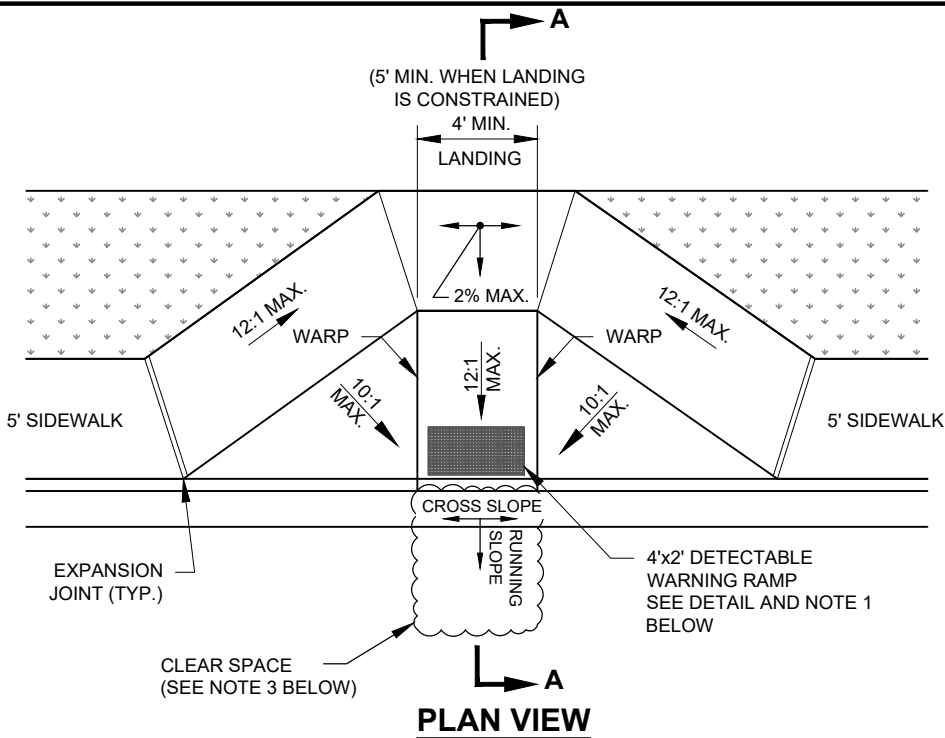 A
(5' MIN. WHEN LANDING
IS CONSTRAINED)
4' MIN.
LANDING
2% MAX.
12:1 MAX.
12:1 MAX.
WARP
WARP
12:1
MAX.
10:1
MAX.
10:1
MAX.
5' SIDEWALK
5' SIDEWALK
CROSS SLOPE
RUNNING
SLOPE
EXPANSION
JOINT (TYP.)
4'x2' DETECTABLE
WARNING RAMP
SEE DETAIL AND NOTE 1
BELOW
CLEAR SPACE
(SEE NOTE 3 BELOW)
A
PLAN VIEW